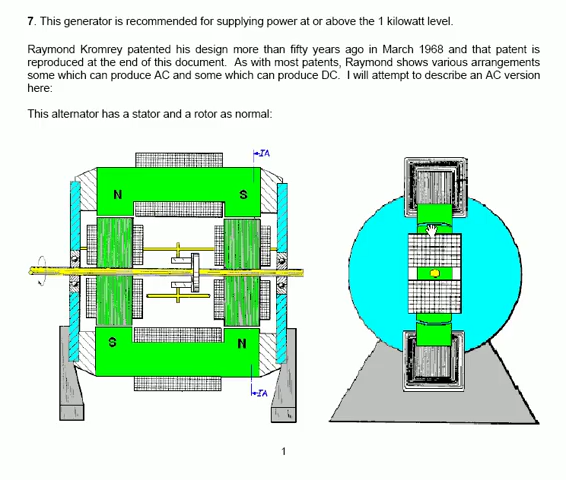 7. This generator is recommended for supplying power at or above the 1 kilowatt level.
Raymond Kromrey patented his design more than fifty years ago in March 1968 and that patent is
reproduced at the end of this document. As with most patents, Raymond shows various arrangements
some which can produce AC and some which can produce DC. I will attempt to describe an AC version
here:
This alternator has a stator and a rotor as normal:
IA
N S
S N
IA
1